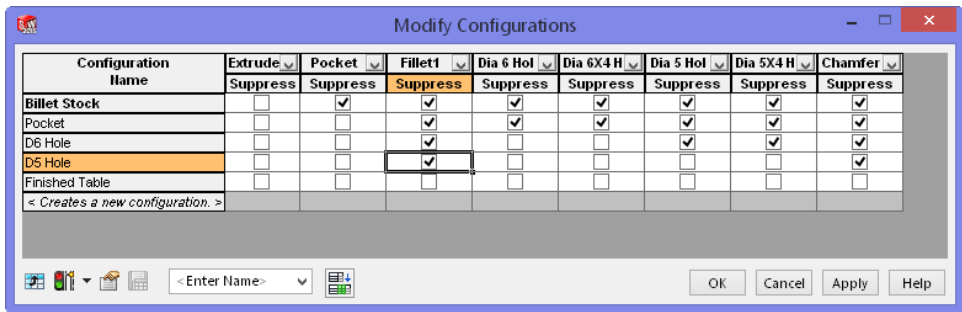 Modify Configurations
Configuration Name Extrude Pocket Fillet1 Dia 6 Hol Dia 6X4 H Dia 5 Hol Dia 5X4 H Chamfer
Suppress Suppress Suppress Suppress Suppress Suppress Suppress Suppress
Billet Stock
Pocket
D6 Hole
D5 Hole
Finished Table
< Creates a new configuration. >
<Enter Name> OK Cancel Apply Help